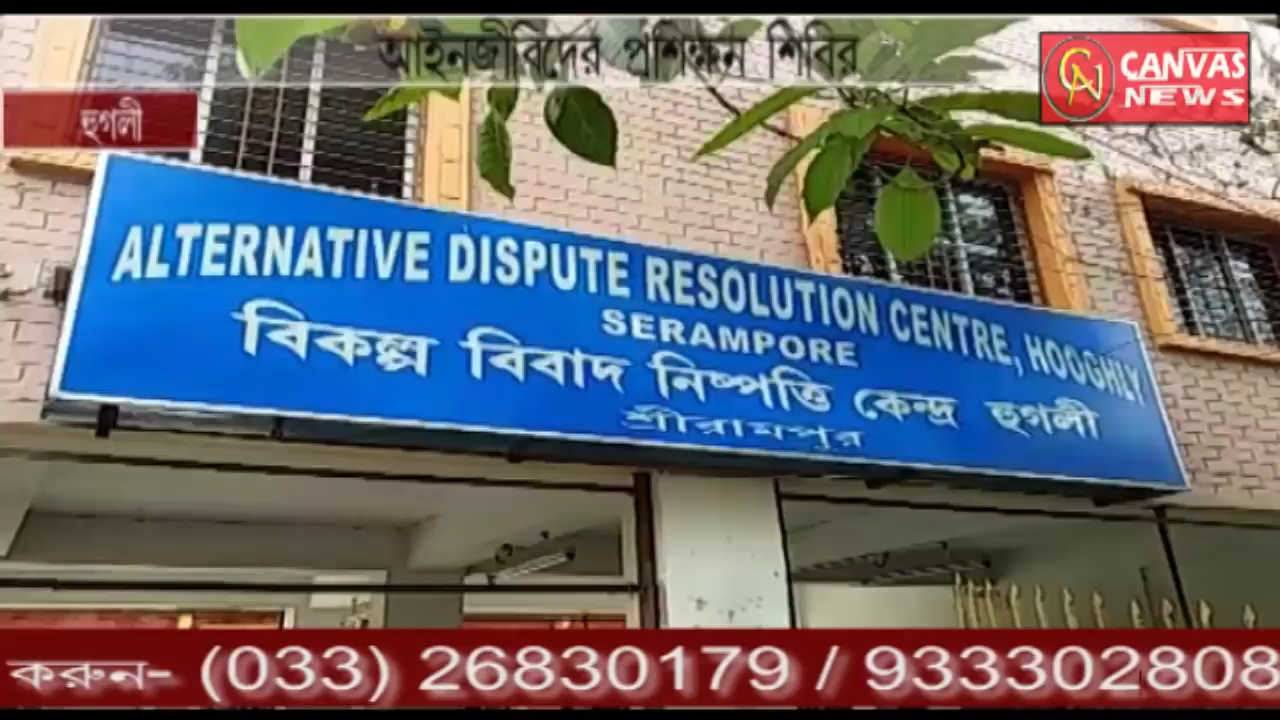 আইনজীবিদের প্রশিক্ষন শিবির
CANVAS
NEWS
হুগলী
ALTERNATIVE DISPUTE RESOLUTION CENTRE, HOOGHLY
SERAMPORE
বিকল্প বিবাদ নিষ্পত্তি কেন্দ্র হুগলী
শ্রীরামপুর
করুন- (033) 26830179 / 933302808